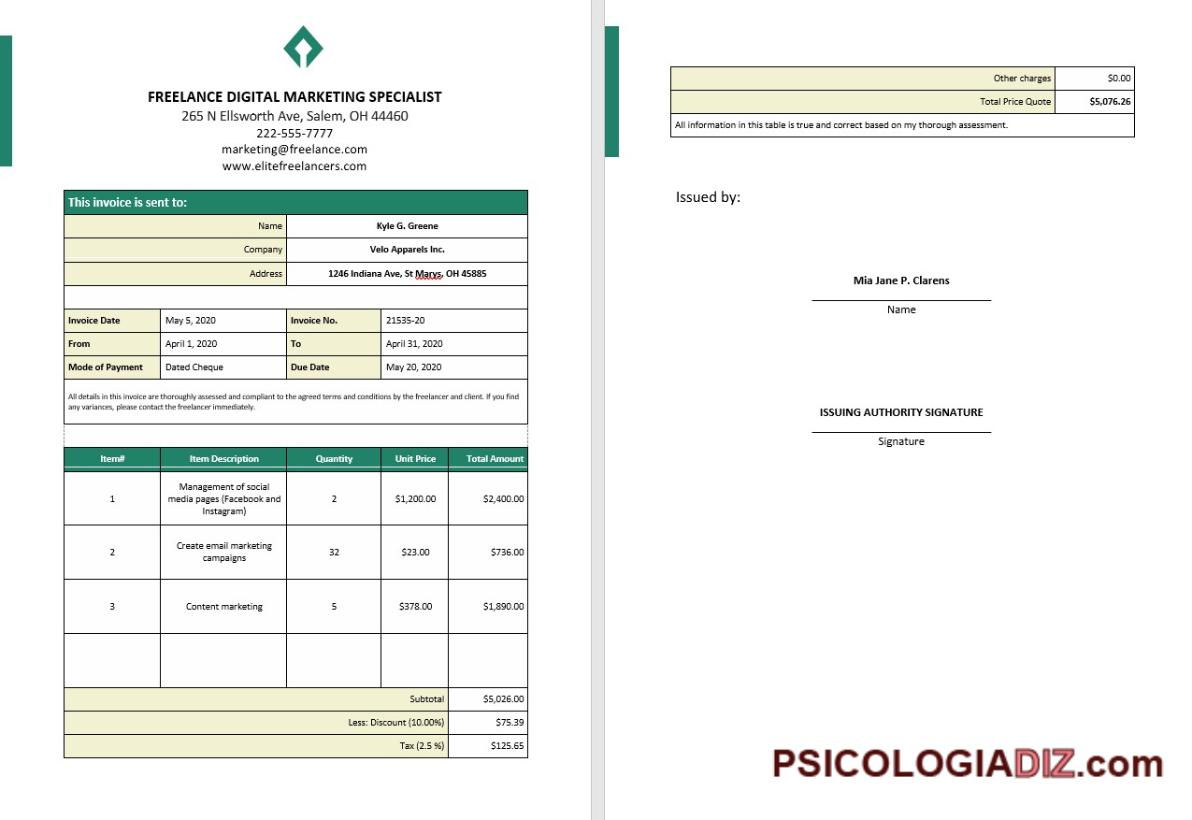 FREELANCE DIGITAL MARKETING SPECIALIST
265 N Ellsworth Ave, Salem, OH 44460
222-555-7777
marketing@freelance.com
www.elitefreelancers.com
This invoice is sent to:
Name Kyle G. Greene
Company Velo Apparels Inc.
Address 1246 Indiana Ave, St Marys, OH 45885
Invoice Date May 5, 2020 Invoice No. 21535-20
From April 1, 2020 To April 31, 2020
Mode of Payment Dated Cheque Due Date May 20, 2020
All details in this invoice are thoroughly assessed and compliant to the agreed terms and conditions by the freelancer and client. If you find
any variances, please contact the freelancer immediately.
Item# Item Description Quantity Unit Price Total Amount
1 Management of social
media pages (Facebook and
Instagram) 2 $1,200.00 $2,400.00
2 Create email marketing
campaigns 32 $23.00 $736.00
3 Content marketing 5 $378.00 $1,890.00
Subtotal $5,026.00
Less: Discount (10.00%) $75.39
Tax (2.5 %) $125.65
Other charges $0.00
Total Price Quote $5,076.26
All information in this table is true and correct based on my thorough assessment.
Issued by:
Mia Jane P. Clarens
Name
ISSUING AUTHORITY SIGNATURE
Signature
PSICOLOGIADIZ.com